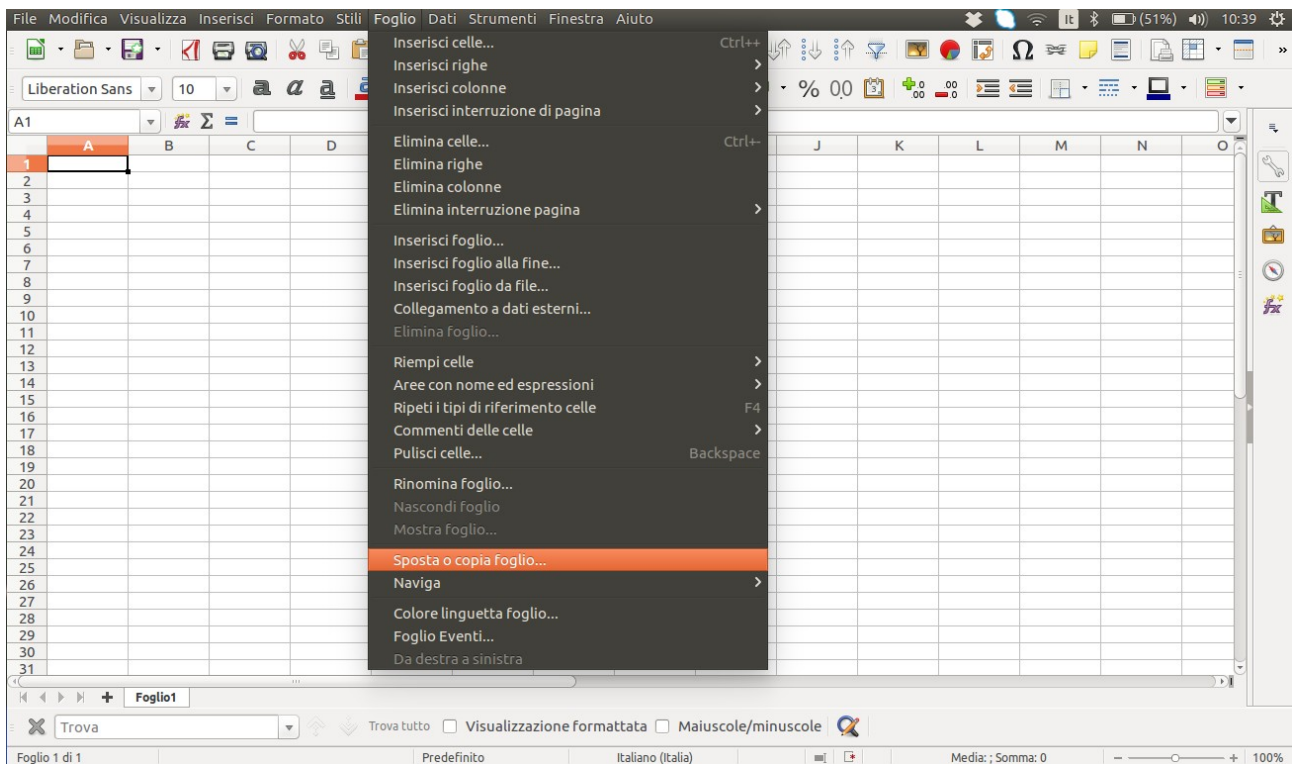 File Modifica Visualizza Inserisci Formato Stili Foglio Dati Strumenti Finestra Aiuto It (51%) 10:39
Liberation Sans 10 a a a % 0.0
A1 Σ =
A B C D J K L M N O
1
2
3
4
5
6
7
8
9
10
11
12
13
14
15
16
17
18
19
20
21
22
23
24
25
26
27
28
29
30
31
Inserisci celle... Ctrl++
Inserisci righe
Inserisci colonne
Inserisci interruzione di pagina
Elimina celle... Ctrl+-
Elimina righe
Elimina colonne
Elimina interruzione pagina
Inserisci foglio...
Inserisci foglio alla fine...
Inserisci foglio da file...
Collegamento a dati esterni...
Elimina foglio...
Riempi celle
Aree con nome ed espressioni
Ripeti i tipi di riferimento celle F4
Commenti delle celle
Pulisci celle... Backspace
Rinomina foglio...
Nascondi foglio
Mostra foglio...
Sposta o copia foglio...
Naviga
Colore linguetta foglio...
Foglio Eventi...
Da destra a sinistra
Foglio1
Trova Trova tutto Visualizzazione formattata Maiuscole/minuscole
Foglio 1 di 1 Predefinito Italiano (Italia) Media: ; Somma: 0 100%